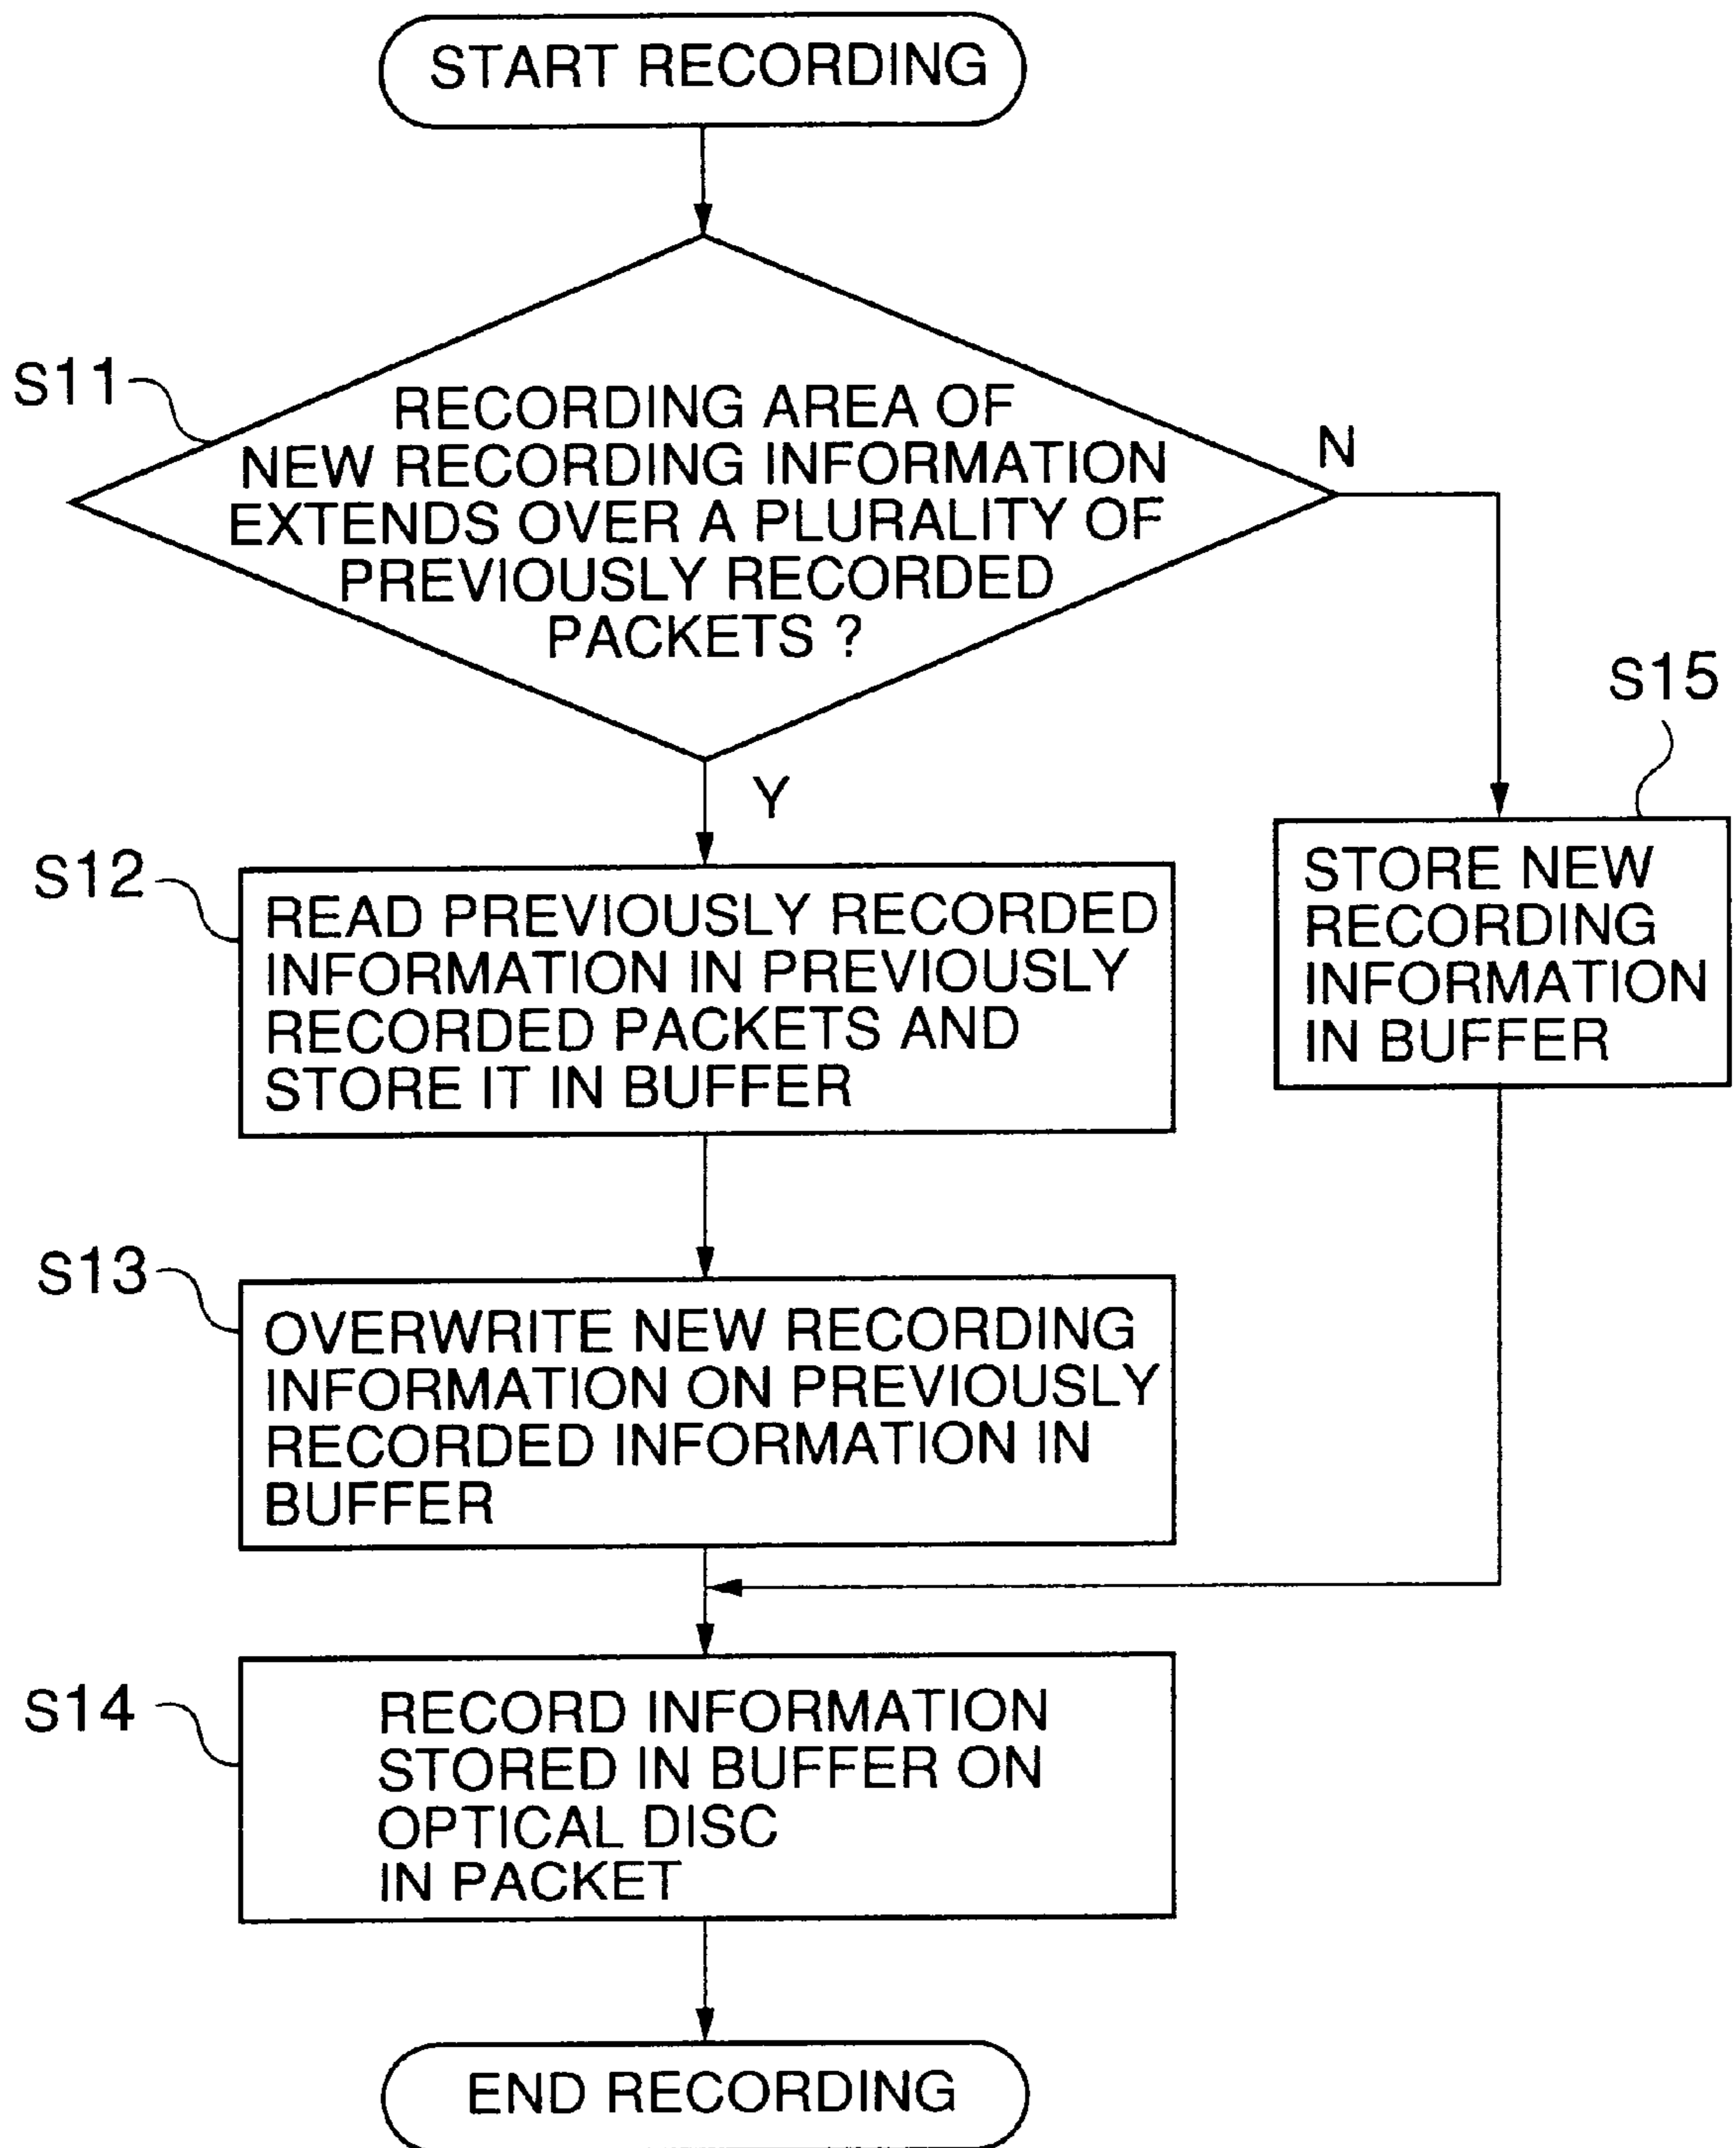 START RECORDING
S11
RECORDING AREA OF
NEW RECORDING INFORMATION
EXTENDS OVER A PLURALITY OF
PREVIOUSLY RECORDED
PACKETS ?
N
Y
S15
STORE NEW
RECORDING
INFORMATION
IN BUFFER
S12
READ PREVIOUSLY RECORDED
INFORMATION IN PREVIOUSLY
RECORDED PACKETS AND
STORE IT IN BUFFER
S13
OVERWRITE NEW RECORDING
INFORMATION ON PREVIOUSLY
RECORDED INFORMATION IN
BUFFER
S14
RECORD INFORMATION
STORED IN BUFFER ON
OPTICAL DISC
IN PACKET
END RECORDING